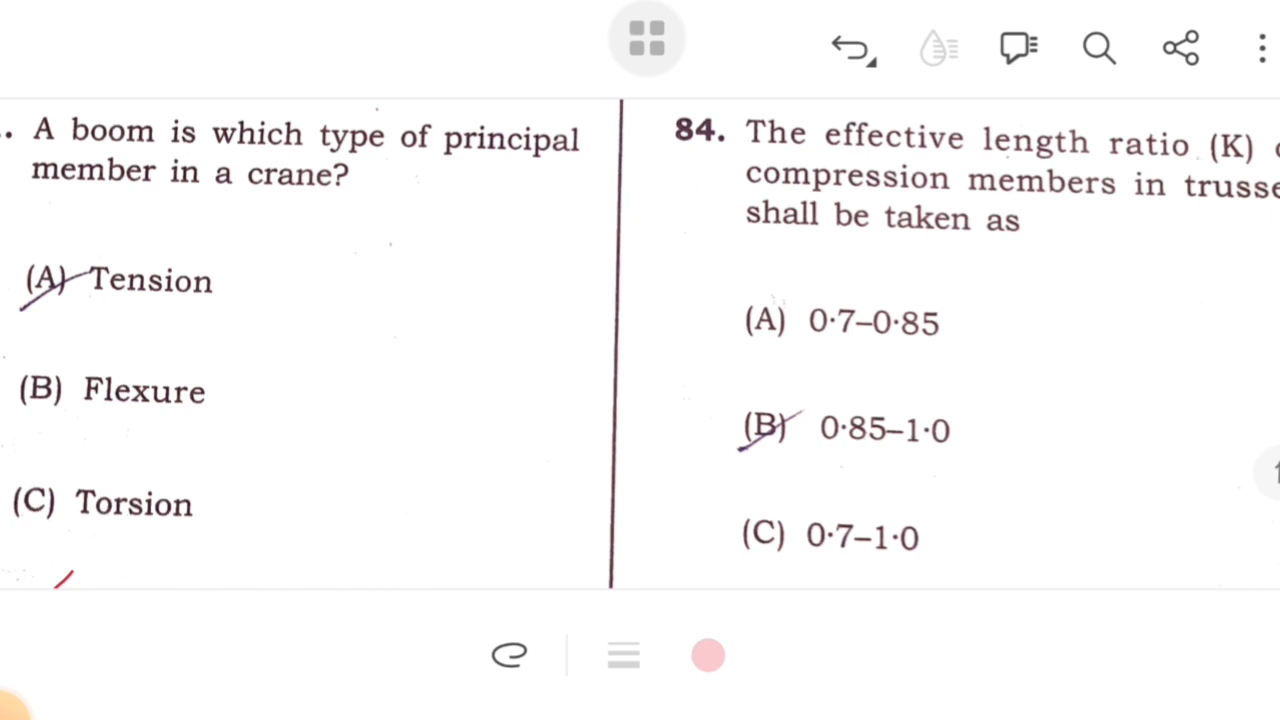 . A boom is which type of principal
member in a crane?
(A) Tension
(B) Flexure
(C) Torsion
84. The effective length ratio (K)
compression members in trusse
shall be taken as
(A) 0·7–0·85
(B) 0·85–1·0
(C) 0·7–1·0